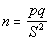 n = pq / S²